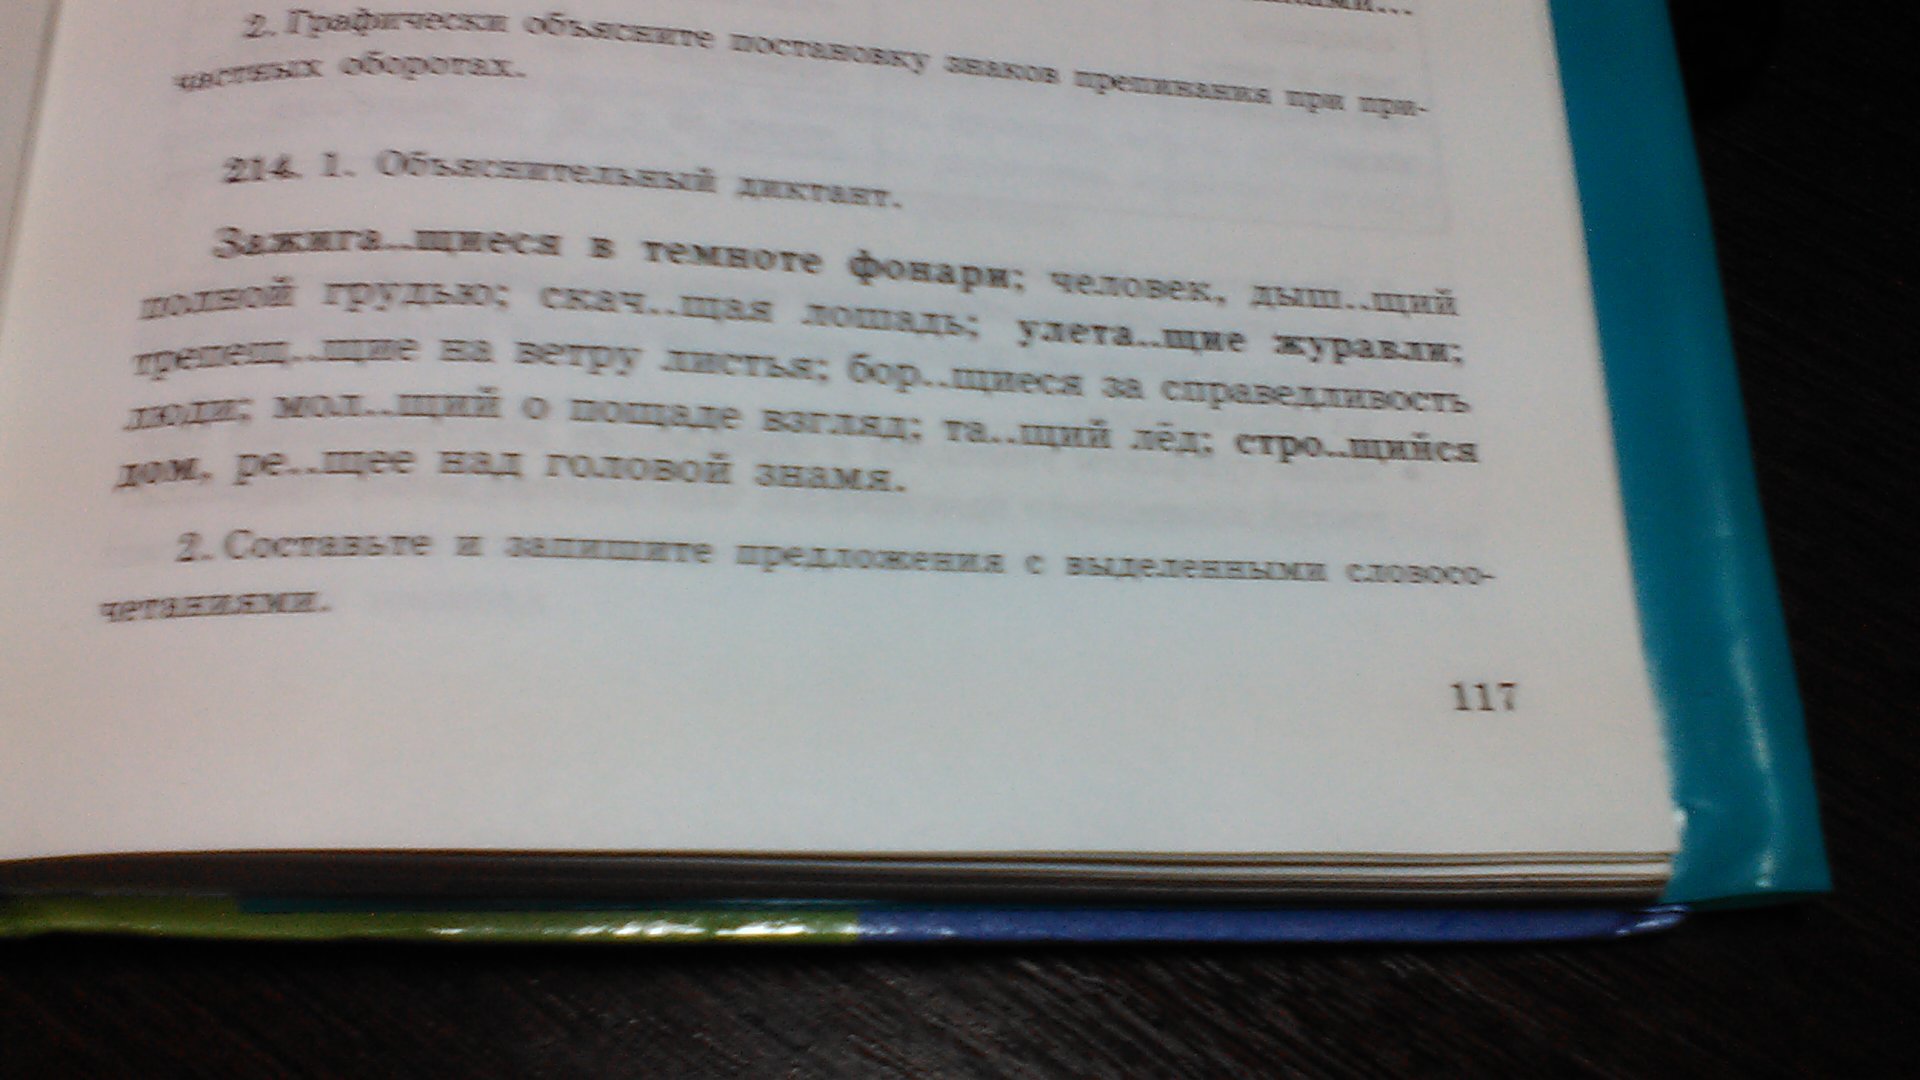 2. Графически объясните постановку знаков препинания при при-
частных оборотах.
214. 1. Объяснительный диктант.
Зажига..щиеся в темноте фонари; человек, дыш..щий
полной грудью; скач..щая лошадь; улета..щие журавли;
трепещ..щие на ветру листья; бор..щиеся за справедливость
люди; мол..щий о пощаде взгляд; та..щий лёд; стро..щийся
дом, ре..щее над головой знамя.
2. Составьте и запишите предложения с выделенными словосо-
четаниями.
117